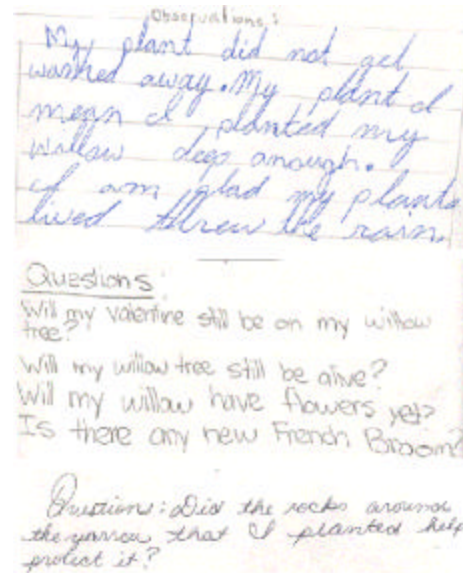 Observations:
My plant did not get
washed away. My plant I
mean I planted my
willow deep anough.
I am glad my plants
lived threw the rain.
Questions
Will my valentine still be on my willow
tree?
Will my willow tree still be alive?
Will my willow have flowers yet?
Is there any new French Broom?
Questions: Did the rocks around
the yarrow that I planted help
protect it?